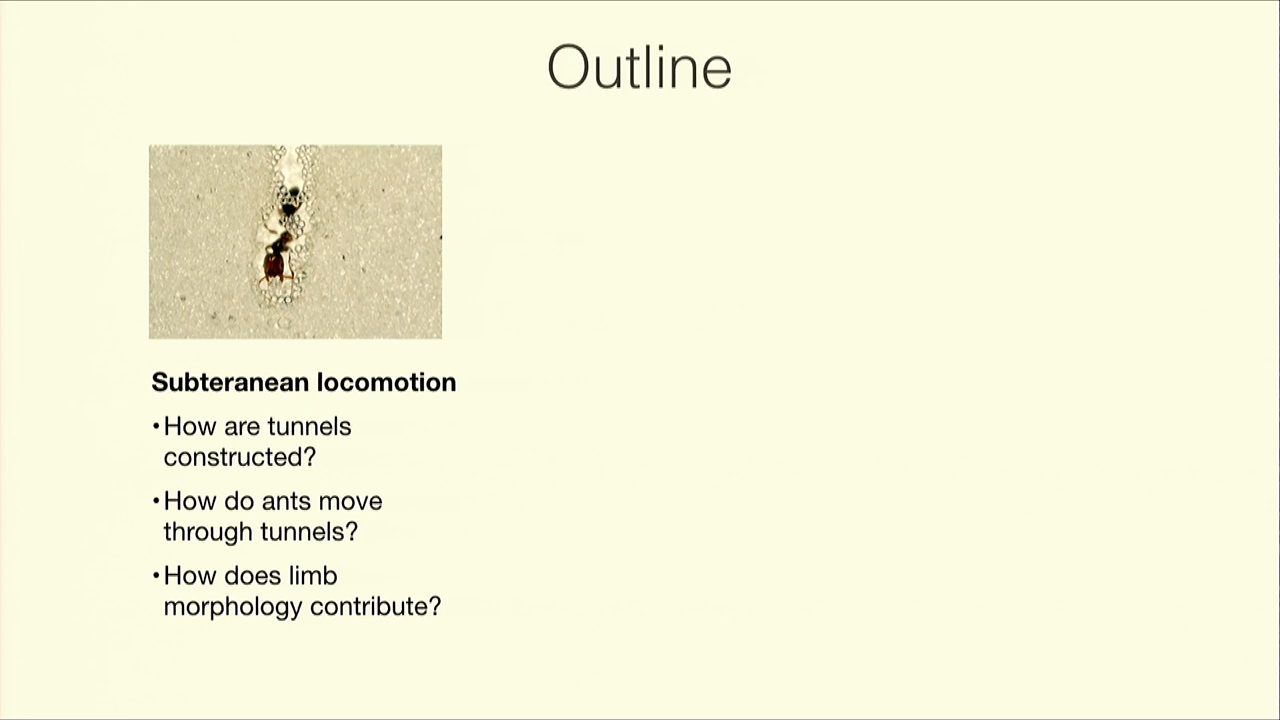 Outline
Subteranean locomotion
•How are tunnels
constructed?
•How do ants move
through tunnels?
•How does limb
morphology contribute?